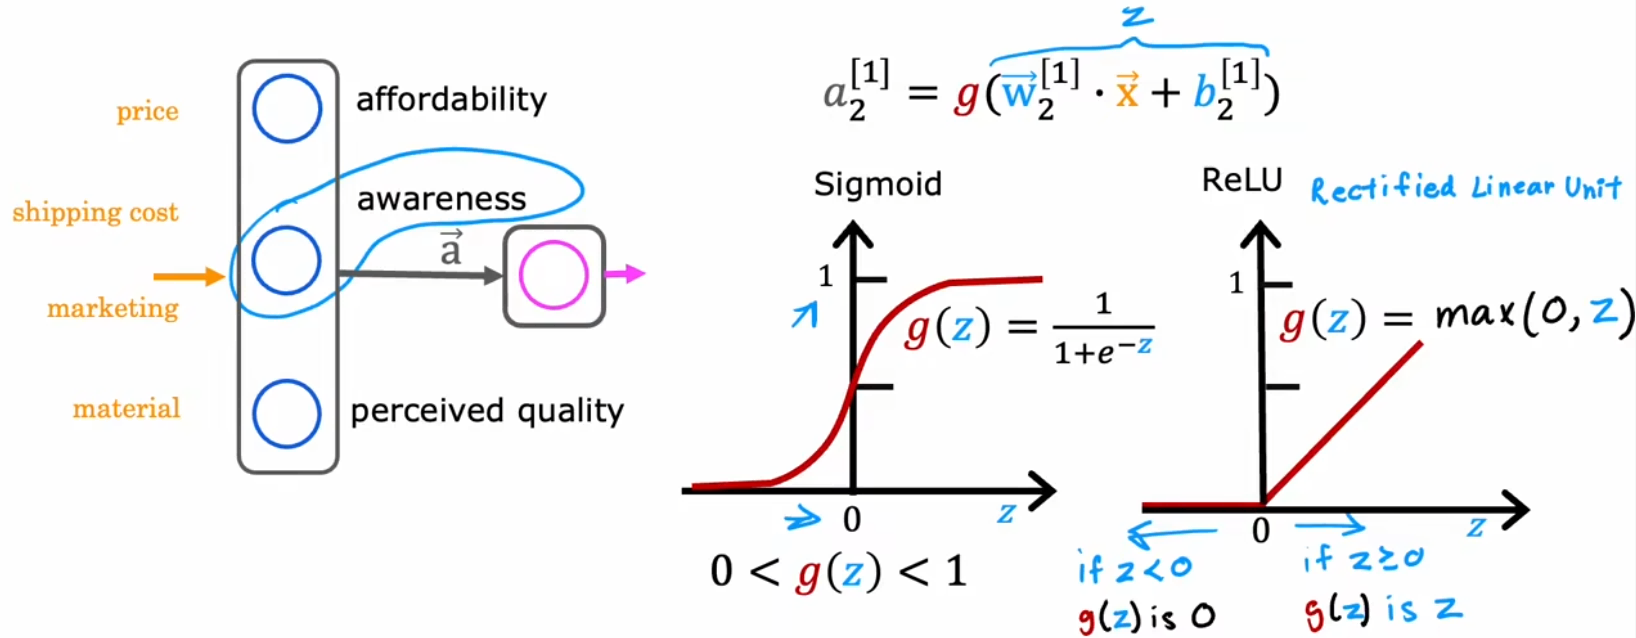 price
shipping cost
marketing
material
affordability
awareness
a⃗
perceived quality
z
a₂^[1] = g(w⃗₂^[1] · x⃗ + b₂^[1])
Sigmoid
1
g(z) = 1/(1+e^−z)
0
z
0 < g(z) < 1
ReLU Rectified Linear Unit
1
g(z) = max(0, z)
0
z
if z<0
g(z) is 0
if z≥0
g(z) is z